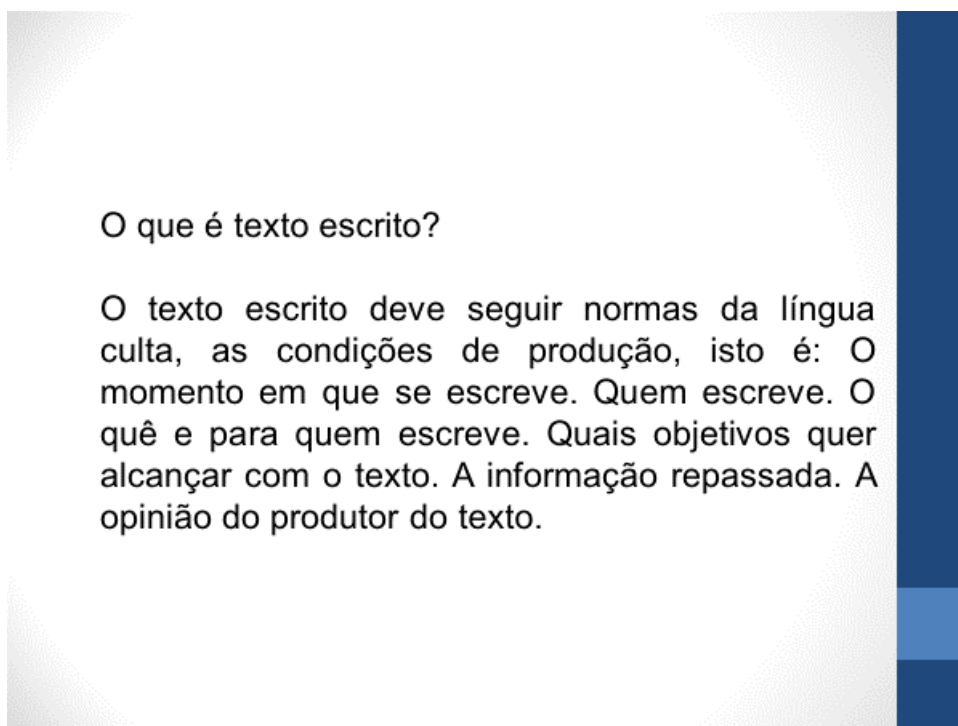 O que é texto escrito?
O texto escrito deve seguir normas da língua
culta, as condições de produção, isto é: O
momento em que se escreve. Quem escreve. O
quê e para quem escreve. Quais objetivos quer
alcançar com o texto. A informação repassada. A
opinião do produtor do texto.